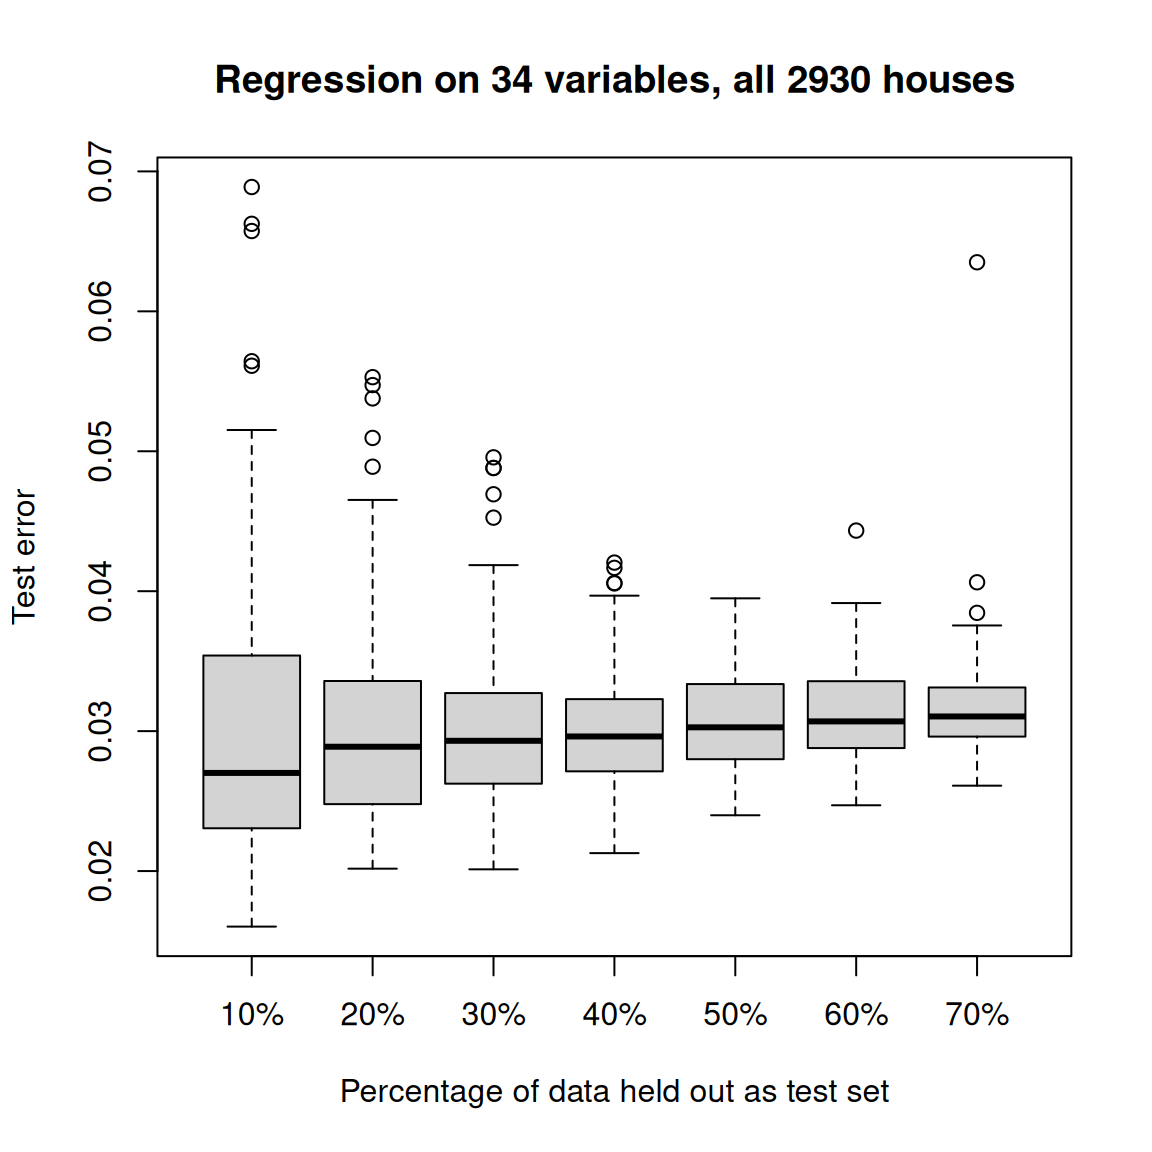 Regression on 34 variables, all 2930 houses
Test error
0.07
0.06
0.05
0.04
0.03
0.02
10% 20% 30% 40% 50% 60% 70%
Percentage of data held out as test set